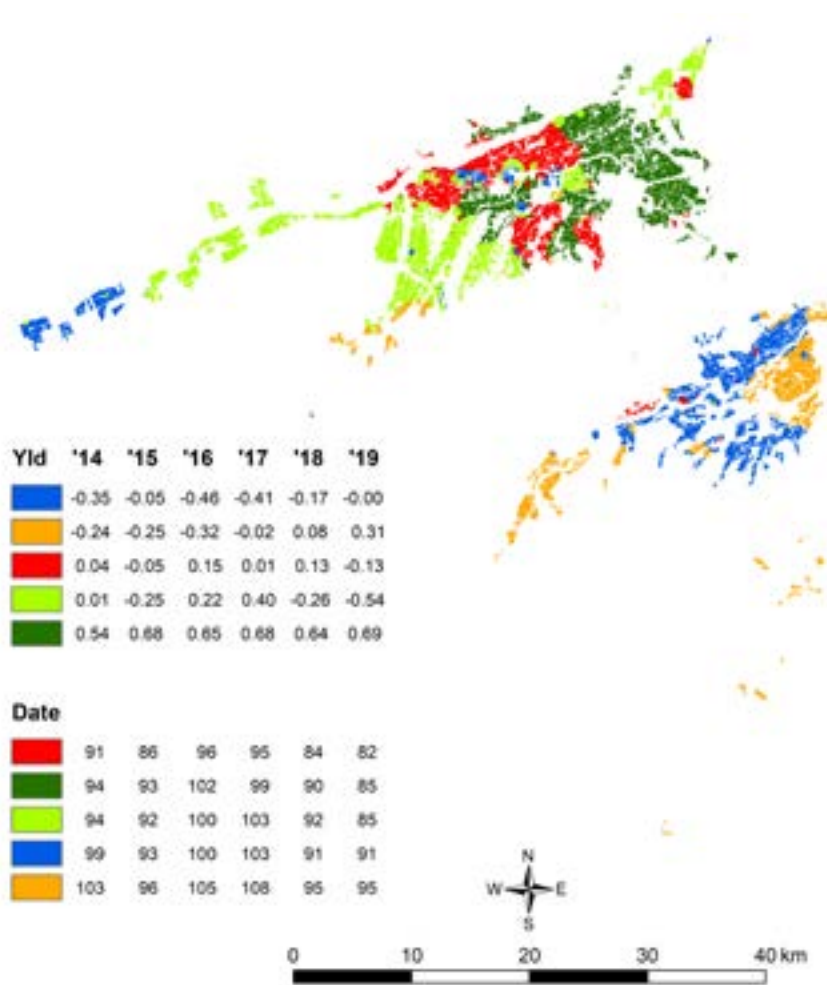 Yld '14 '15 '16 '17 '18 '19
-0.35 -0.05 -0.46 -0.41 -0.17 -0.00
-0.24 -0.25 -0.32 -0.02 0.08 0.31
0.04 -0.05 0.15 0.01 0.13 -0.13
0.01 -0.25 0.22 0.40 -0.26 -0.54
0.54 0.68 0.65 0.68 0.64 0.69
Date
91 86 96 95 84 82
94 93 102 99 90 85
94 92 100 103 92 85
99 93 100 103 91 91
103 96 105 108 95 95
N
W E
S
0 10 20 30 40 km